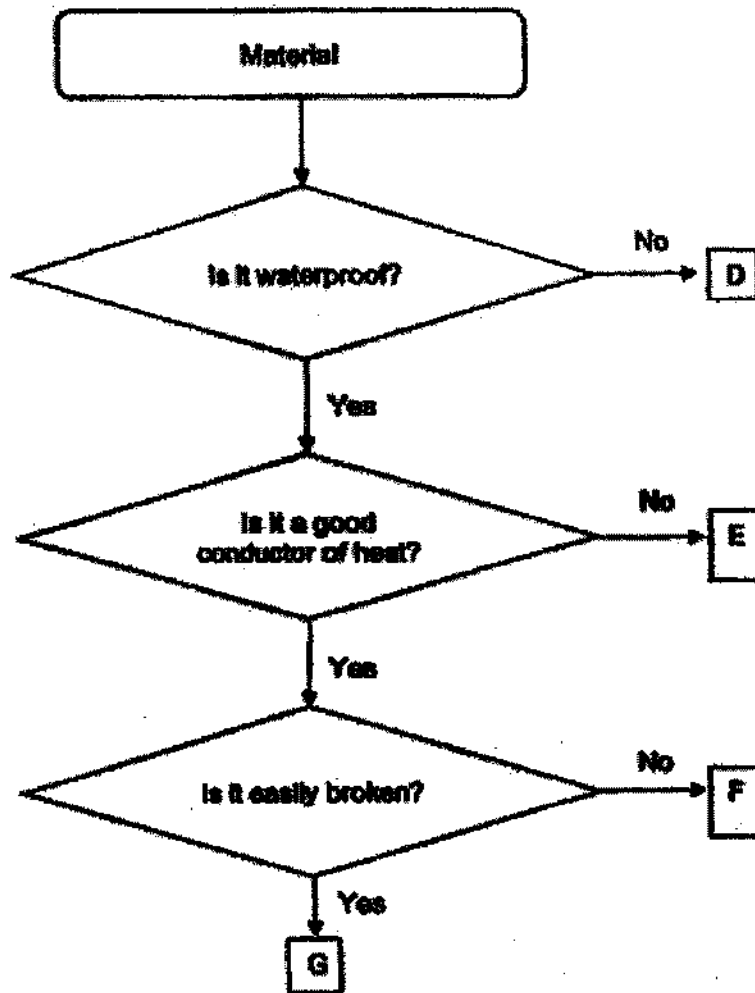 Material
Is it waterproof?
No
D
Yes
Is it a good
conductor of heat?
No
E
Yes
Is it easily broken?
No
F
Yes
G